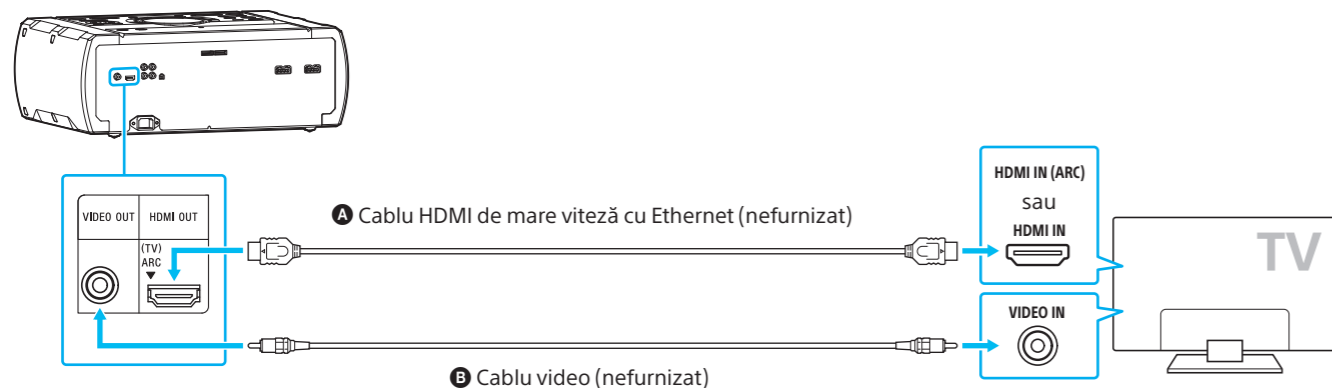 VIDEO OUT
HDMI OUT
(TV)
ARC
A Cablu HDMI de mare viteză cu Ethernet (nefurnizat)
HDMI IN (ARC)
sau
HDMI IN
TV
VIDEO IN
B Cablu video (nefurnizat)